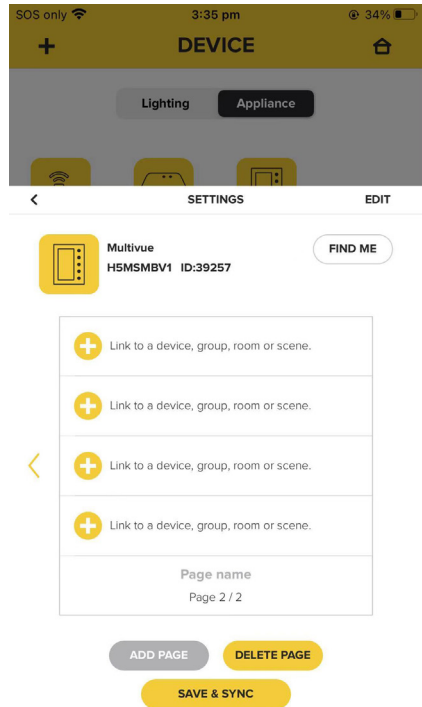 SOS only 3:35 pm 34%
DEVICE
Lighting Appliance
SETTINGS EDIT
Multivue FIND ME
H5MSMBV1 ID:39257
Link to a device, group, room or scene.
Link to a device, group, room or scene.
Link to a device, group, room or scene.
Link to a device, group, room or scene.
Page name
Page 2 / 2
ADD PAGE DELETE PAGE
SAVE & SYNC